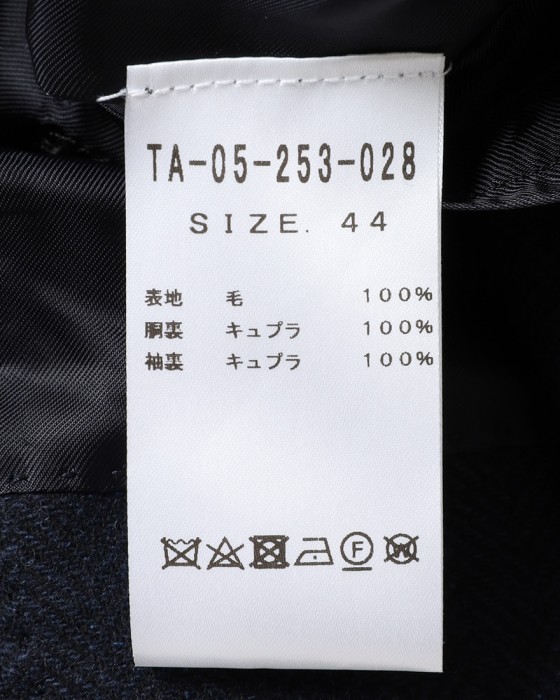 TA-05-253-028
SIZE. 44
表地 毛 100%
胴裏 キュプラ 100%
袖裏 キュプラ 100%
F W